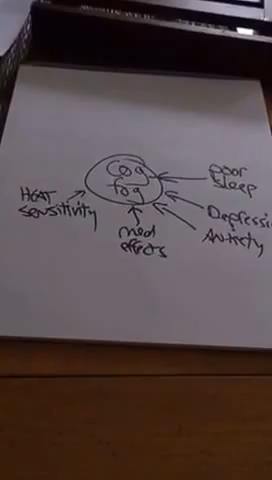 Cog
fog
poor
sleep
HEAT
sensitivity
Depressi
Anxiety
med
effects